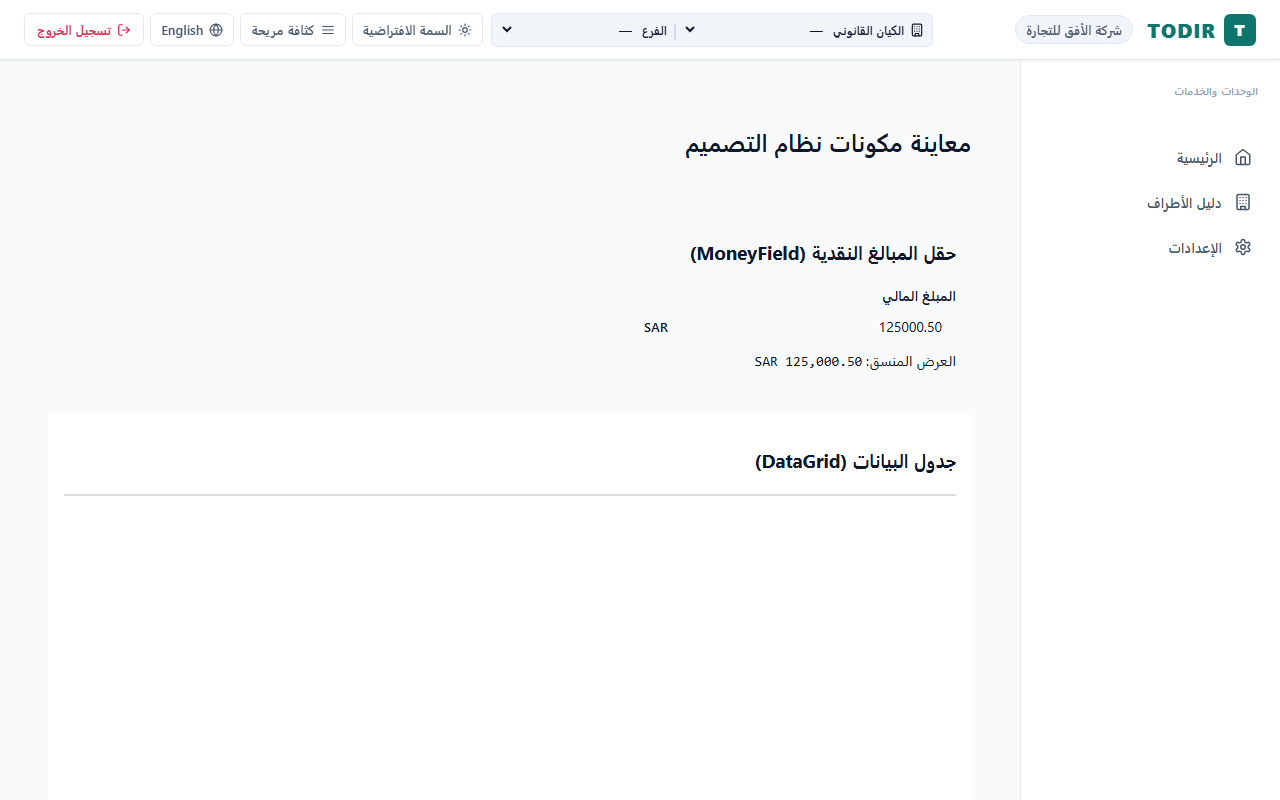 T TODIR شركة الأفق للتجارة الكيان القانوني — الفرع — السمة الافتراضية كثافة مريحة English تسجيل الخروج
الوحدات والخدمات
الرئيسية
دليل الأطراف
الإعدادات
معاينة مكونات نظام التصميم
حقل المبالغ النقدية (MoneyField)
المبلغ المالي
125000.50 SAR
العرض المنسق: SAR 125,000.50
جدول البيانات (DataGrid)